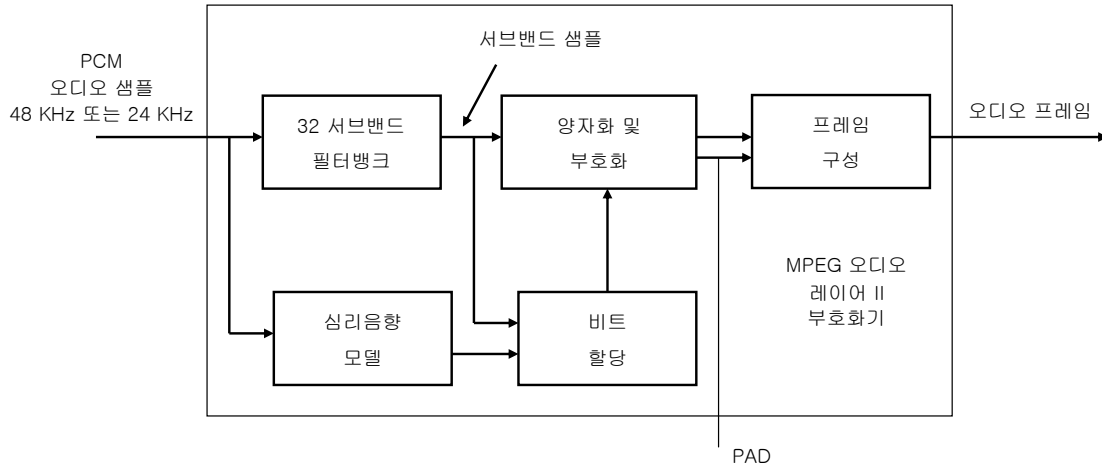 서브밴드 샘플
PCM
오디오 샘플
48 KHz 또는 24 KHz
32 서브밴드
필터뱅크
양자화 및
부호화
프레임
구성
오디오 프레임
심리음향
모델
비트
할당
MPEG 오디오
레이어 II
부호화기
PAD